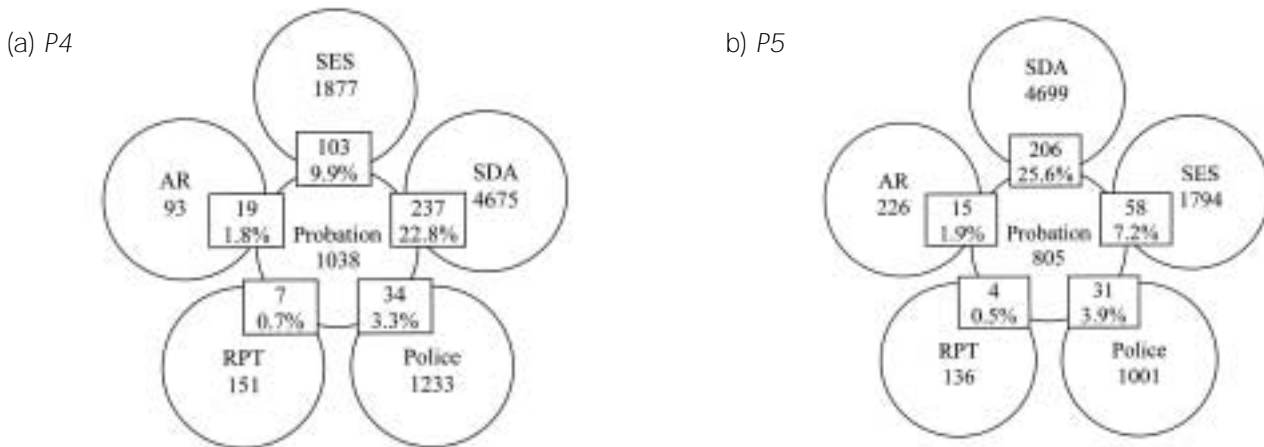 (a) P4
SES
1877
103
9.9%
AR
93
19
1.8%
SDA
4675
237
22.8%
Probation
1038
7
0.7%
34
3.3%
RPT
151
Police
1233
b) P5
SDA
4699
206
25.6%
AR
226
15
1.9%
SES
1794
58
7.2%
Probation
805
4
0.5%
31
3.9%
RPT
136
Police
1001